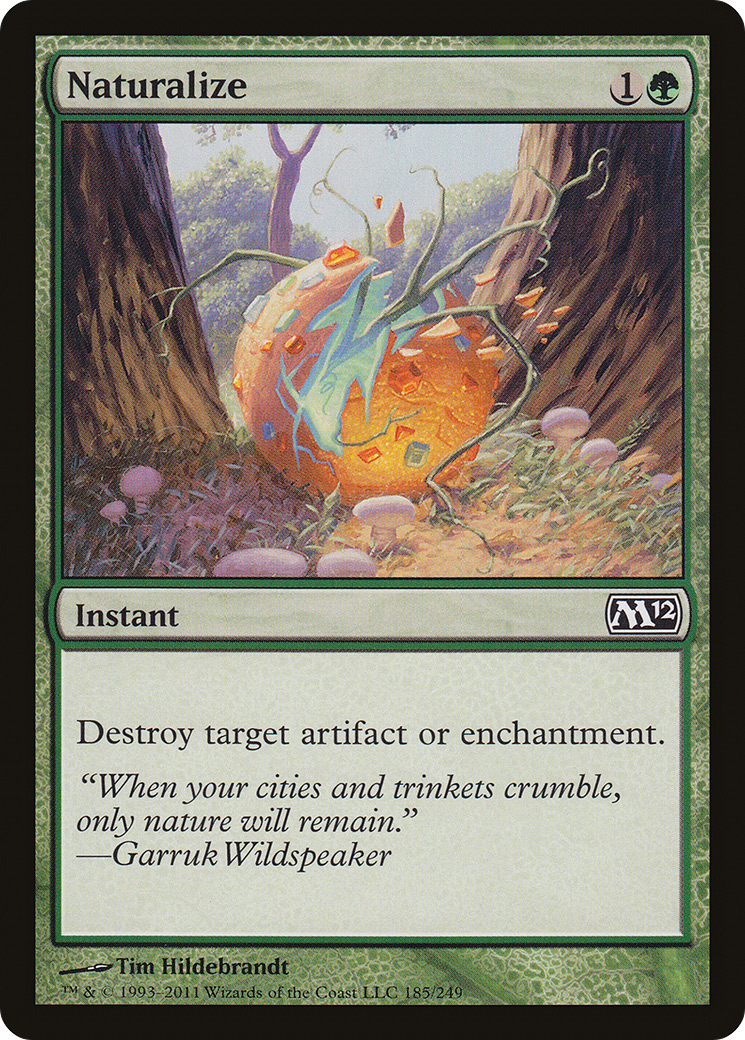 Naturalize 1
Instant M12
Destroy target artifact or enchantment.
“When your cities and trinkets crumble,
only nature will remain.”
—Garruk Wildspeaker
Tim Hildebrandt
™ & © 1993–2011 Wizards of the Coast LLC 185/249